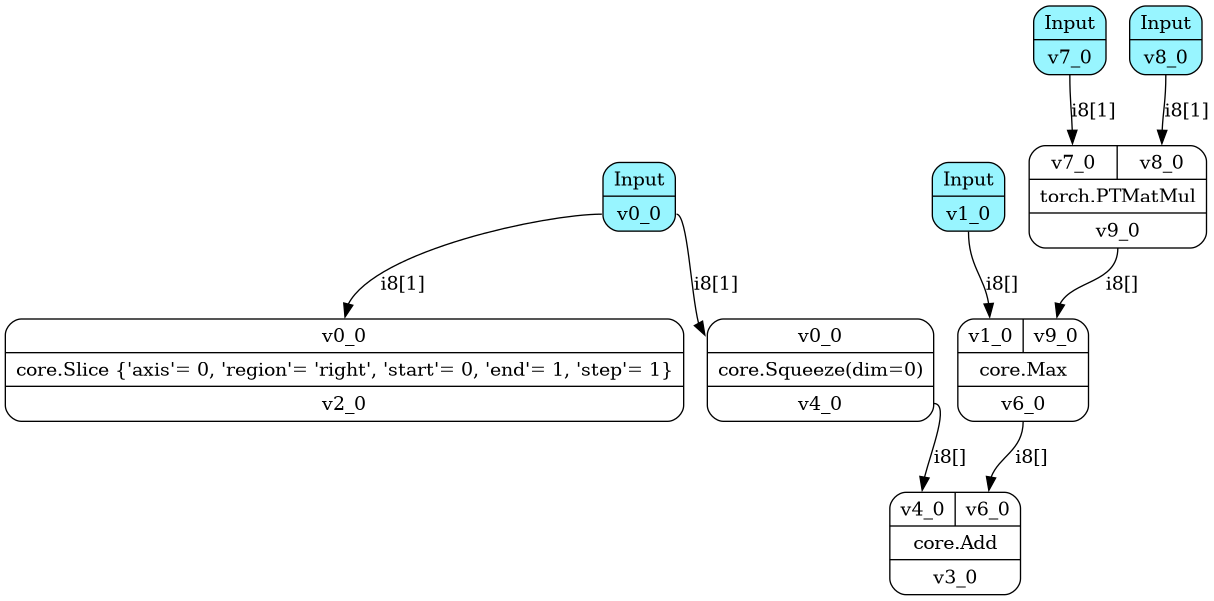 Input
v7_0
Input
v8_0
i8[1]
i8[1]
v7_0
v8_0
torch.PTMatMul
v9_0
Input
v0_0
Input
v1_0
i8[1]
i8[1]
i8[]
i8[]
v0_0
core.Slice {'axis'= 0, 'region'= 'right', 'start'= 0, 'end'= 1, 'step'= 1}
v2_0
v0_0
core.Squeeze(dim=0)
v4_0
v1_0
v9_0
core.Max
v6_0
i8[]
i8[]
v4_0
v6_0
core.Add
v3_0